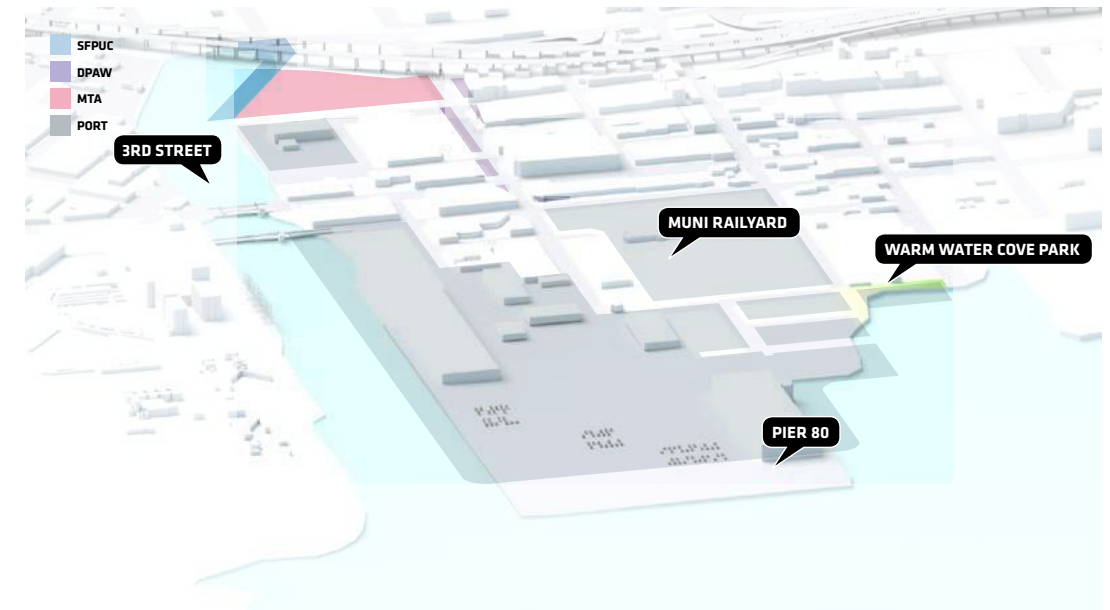 SFPUC
DPAW
MTA
PORT
3RD STREET
MUNI RAILYARD
WARM WATER COVE PARK
PIER 80